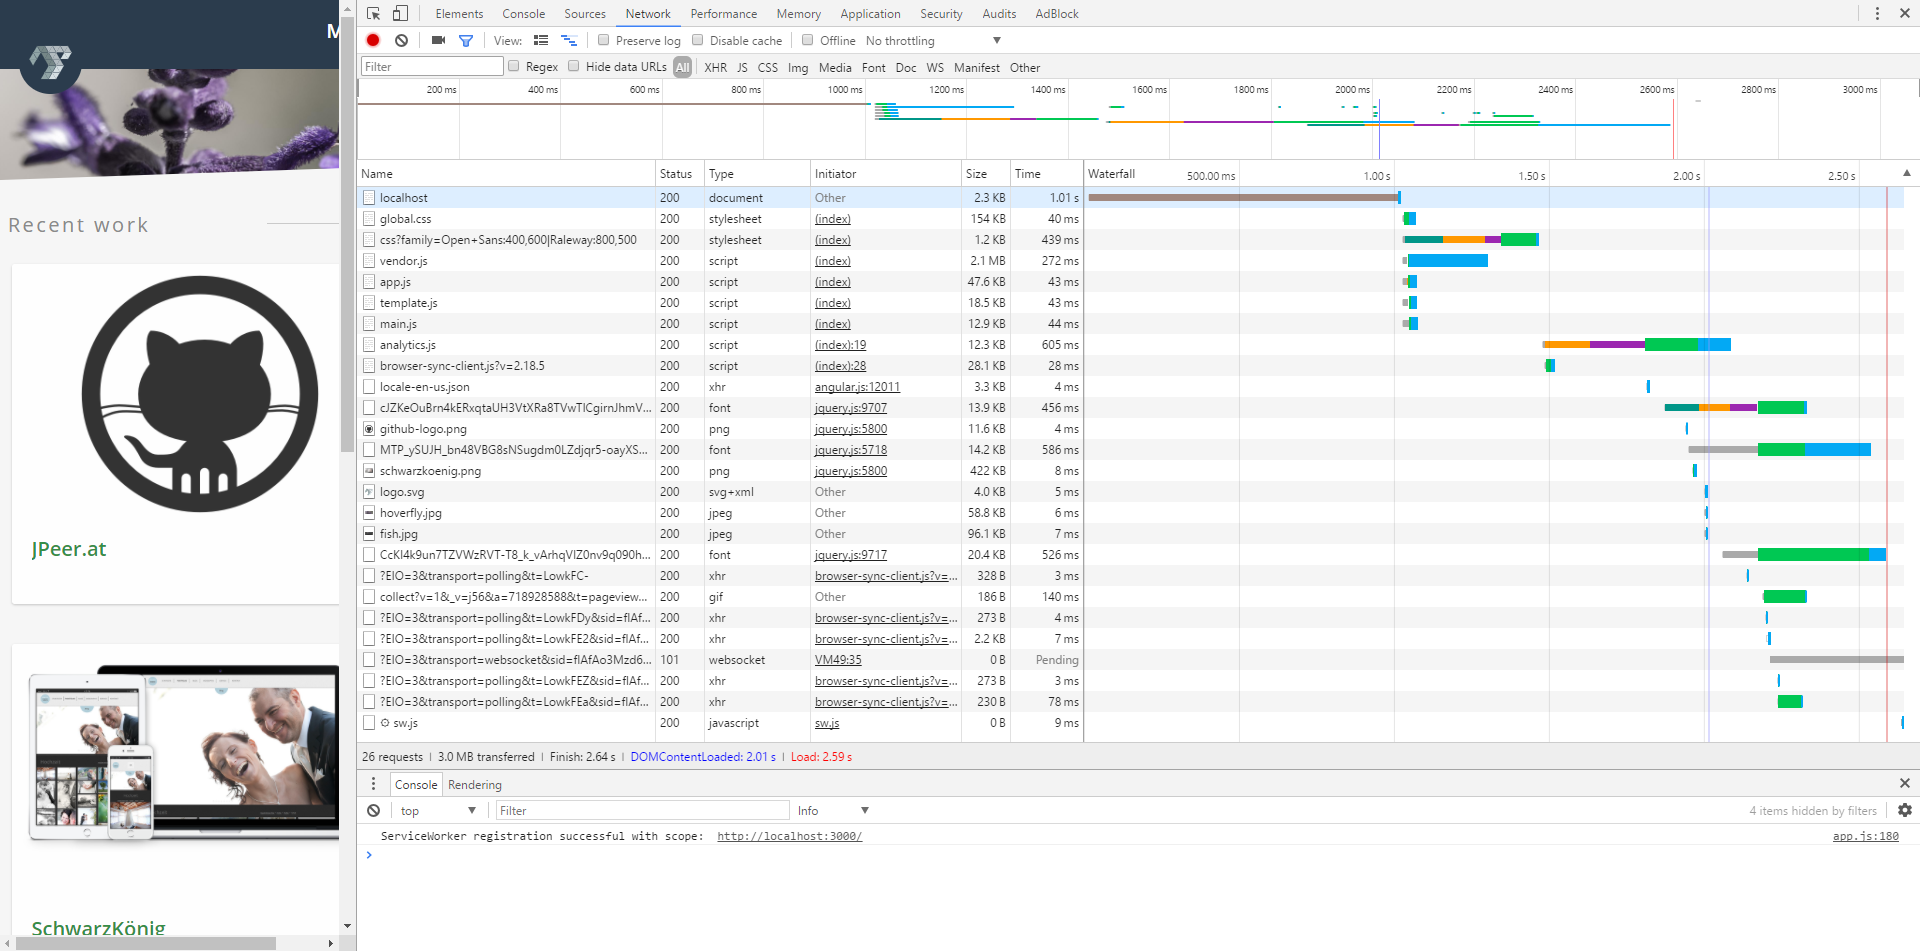 M
Recent work
JPeer.at
SchwarzKönig
Elements Console Sources Network Performance Memory Application Security Audits AdBlock
View: Preserve log Disable cache Offline No throttling
Filter Regex Hide data URLs All XHR JS CSS Img Media Font Doc WS Manifest Other
200 ms 400 ms 600 ms 800 ms 1000 ms 1200 ms 1400 ms 1600 ms 1800 ms 2000 ms 2200 ms 2400 ms 2600 ms 2800 ms 3000 ms
Name Status Type Initiator Size Time Waterfall 500.00 ms 1.00 s 1.50 s 2.00 s 2.50 s
localhost 200 document Other 2.3 KB 1.01 s
global.css 200 stylesheet (index) 154 KB 40 ms
css?family=Open+Sans:400,600|Raleway:800,500 200 stylesheet (index) 1.2 KB 439 ms
vendor.js 200 script (index) 2.1 MB 272 ms
app.js 200 script (index) 47.6 KB 43 ms
template.js 200 script (index) 18.5 KB 43 ms
main.js 200 script (index) 12.9 KB 44 ms
analytics.js 200 script (index):19 12.3 KB 605 ms
browser-sync-client.js?v=2.18.5 200 script (index):28 28.1 KB 28 ms
locale-en-us.json 200 xhr angular.js:12011 3.3 KB 4 ms
cJZKeOuBrn4kERxqtaUH3VtXRa8TVwTICgirnJhmV... 200 font jquery.js:9707 13.9 KB 456 ms
github-logo.png 200 png jquery.js:5800 11.6 KB 4 ms
MTP_ySUJH_bn48VBG8sNSugdm0LZdjqr5-oayXS... 200 font jquery.js:5718 14.2 KB 586 ms
schwarzkoenig.png 200 png jquery.js:5800 422 KB 8 ms
logo.svg 200 svg+xml Other 4.0 KB 5 ms
hoverfly.jpg 200 jpeg Other 58.8 KB 6 ms
fish.jpg 200 jpeg Other 96.1 KB 7 ms
CcKI4k9un7TZVWzRVT-T8_k_vArhqVIZ0nv9q090h... 200 font jquery.js:9717 20.4 KB 526 ms
?EIO=3&transport=polling&t=LowkFC- 200 xhr browser-sync-client.js?v=... 328 B 3 ms
collect?v=1&_v=j56&a=718928588&t=pageview... 200 gif Other 186 B 140 ms
?EIO=3&transport=polling&t=LowkFDy&sid=flAf... 200 xhr browser-sync-client.js?v=... 273 B 4 ms
?EIO=3&transport=polling&t=LowkFE2&sid=flAf... 200 xhr browser-sync-client.js?v=... 2.2 KB 7 ms
?EIO=3&transport=websocket&sid=flAfAo3Mzd6... 101 websocket VM49:35 0 B Pending
?EIO=3&transport=polling&t=LowkFEZ&sid=flAf... 200 xhr browser-sync-client.js?v=... 273 B 3 ms
?EIO=3&transport=polling&t=LowkFEa&sid=flAf... 200 xhr browser-sync-client.js?v=... 230 B 78 ms
sw.js 200 javascript sw.js 0 B 9 ms
26 requests | 3.0 MB transferred | Finish: 2.64 s | DOMContentLoaded: 2.01 s | Load: 2.59 s
Console Rendering
top Filter Info 4 items hidden by filters
ServiceWorker registration successful with scope: http://localhost:3000/ app.js:180